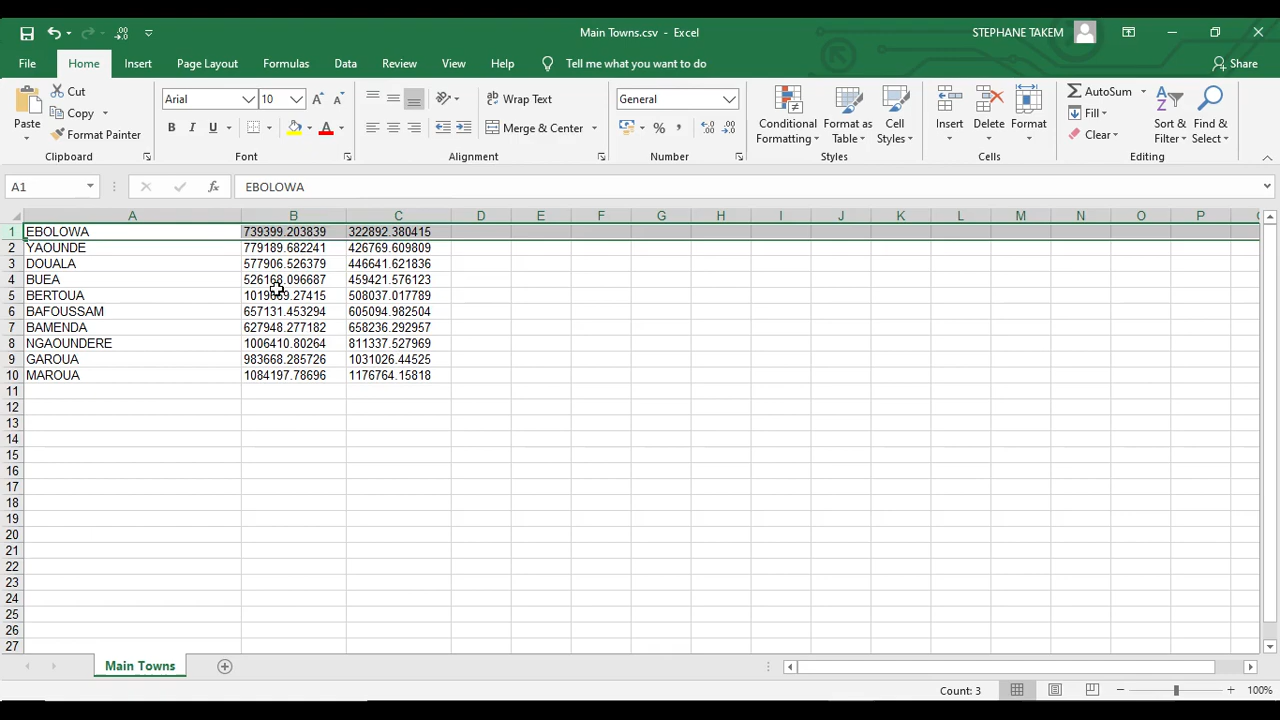 Main Towns.csv - Excel
STEPHANE TAKEM
File Home Insert Page Layout Formulas Data Review View Help Tell me what you want to do Share
Paste Cut
Copy
Format Painter
Clipboard
Arial 10
B I U A
Font
Wrap Text
Merge & Center
Alignment
General
%
Number
Conditional Formatting
Format as Table
Cell Styles
Styles
Insert Delete Format
Cells
AutoSum
Fill
Clear
Sort & Filter
Find & Select
Editing
A1 fx EBOLOWA
A B C D E F G H I J K L M N O P
1 EBOLOWA 739399.203839 322892.380415
2 YAOUNDE 779189.682241 426769.609809
3 DOUALA 577906.526379 446641.621836
4 BUEA 526168.096687 459421.576123
5 BERTOUA 508037.017789
6 BAFOUSSAM 657131.453294 605094.982504
7 BAMENDA 627948.277182 658236.292957
8 NGAOUNDERE 1006410.80264 811337.527969
9 GAROUA 983668.285726 1031026.44525
10 MAROUA 1084197.78696 1176764.15818
11
12
13
14
15
16
17
18
19
20
21
22
23
24
25
26
27
Main Towns
Count: 3 100%